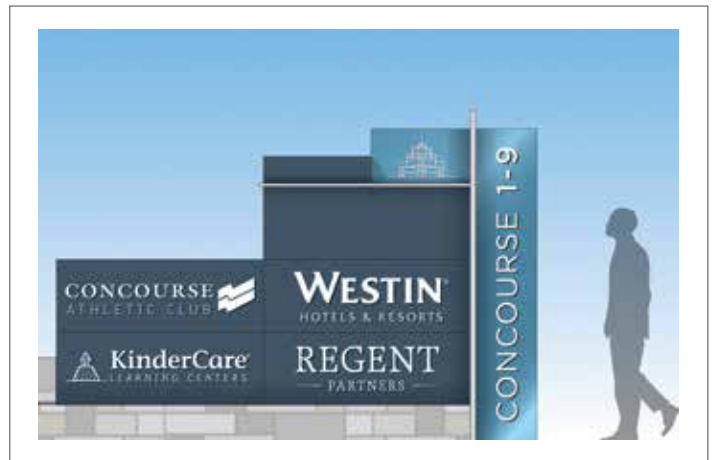 CONCOURSE
ATHLETIC CLUB
WESTIN
HOTELS & RESORTS
KinderCare
LEARNING CENTERS
REGENT
PARTNERS
CONCOURSE 1-9